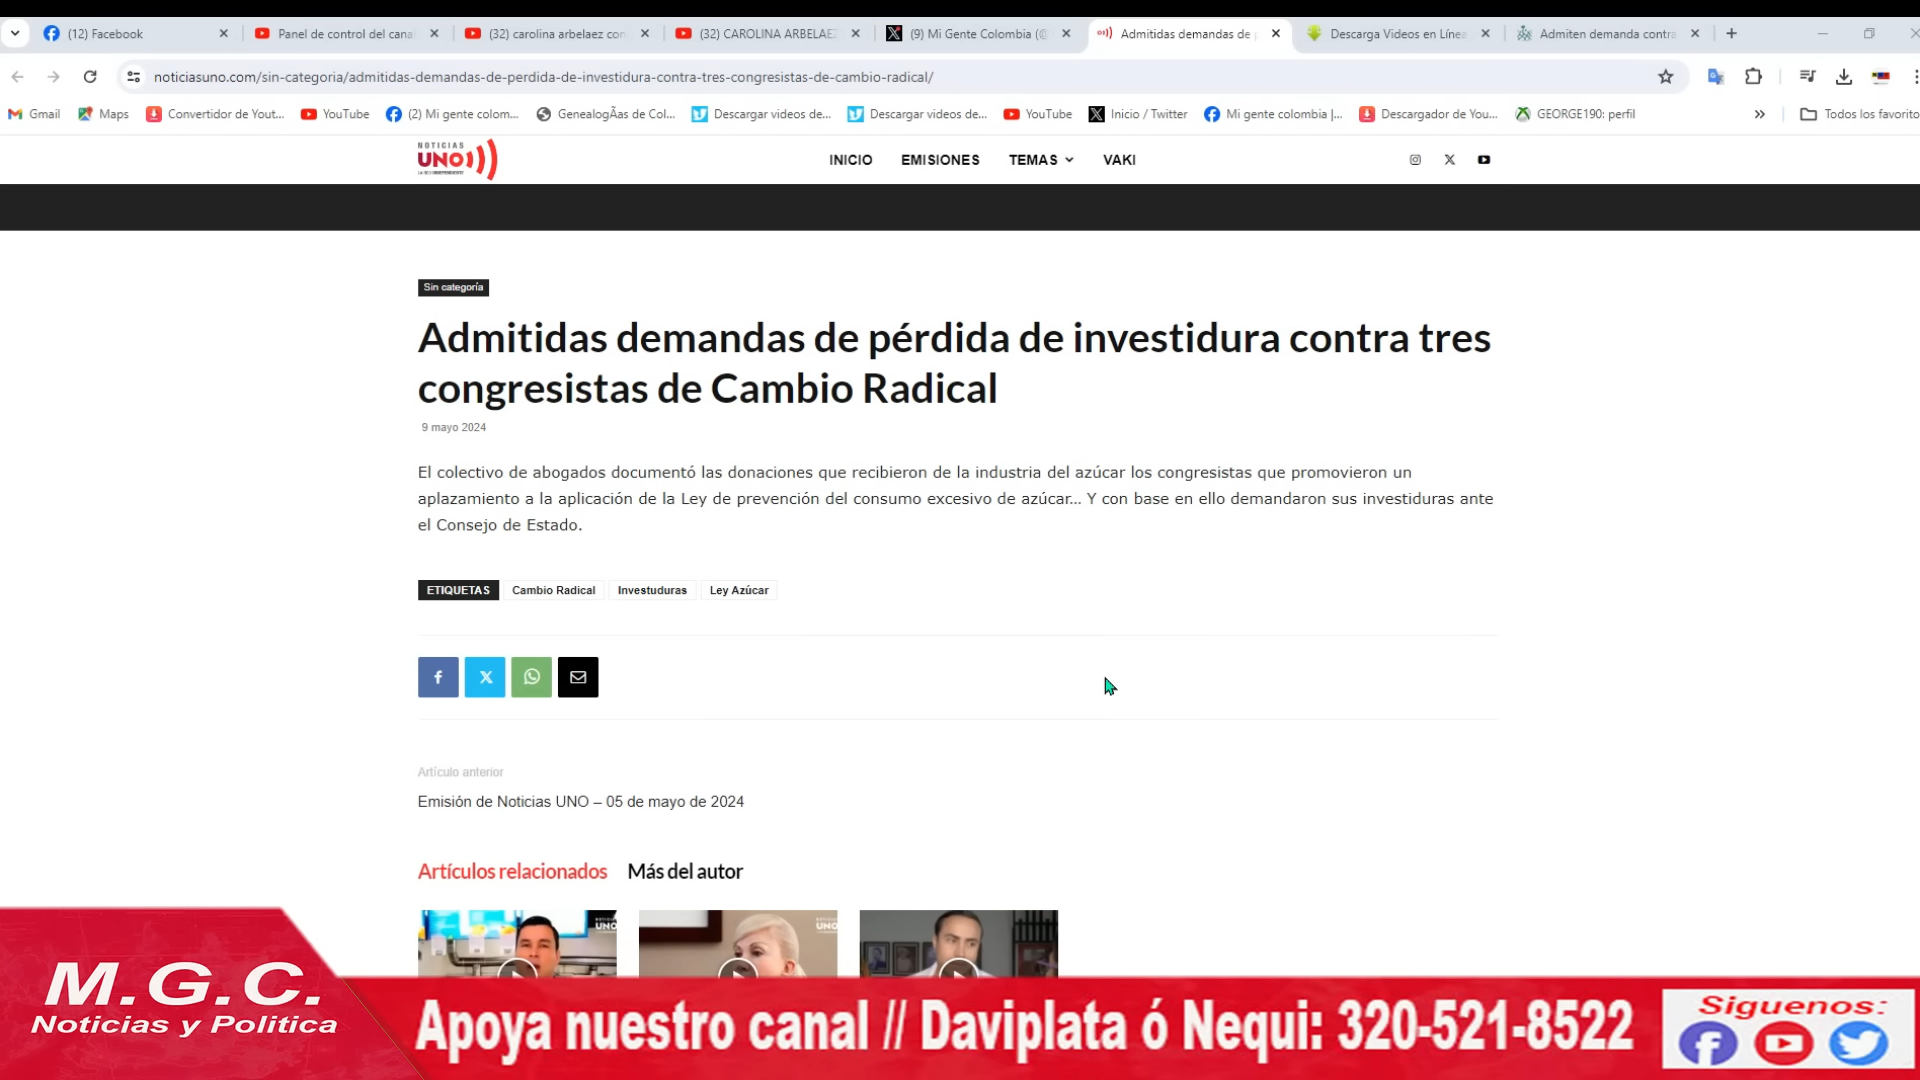 (12) Facebook
Panel de control del cana
(32) carolina arbelaez con
(32) CAROLINA ARBELAEZ
(9) Mi Gente Colombia (@
Admitidas demandas de p
Descarga Videos en Línea
Admiten demanda contra
noticiasuno.com/sin-categoria/admitidas-demandas-de-perdida-de-investidura-contra-tres-congresistas-de-cambio-radical/
Gmail
Maps
Convertidor de Yout...
YouTube
(2) Mi gente colom...
GenealogÃas de Col...
Descargar videos de...
Descargar videos de...
YouTube
Inicio / Twitter
Mi gente colombia |...
Descargador de You...
GEORGE190: perfil
Todos los favorito
NOTICIAS
UNO
INICIO
EMISIONES
TEMAS
VAKI
Sin categoría
Admitidas demandas de pérdida de investidura contra tres
congresistas de Cambio Radical
9 mayo 2024
El colectivo de abogados documentó las donaciones que recibieron de la industria del azúcar los congresistas que promovieron un
aplazamiento a la aplicación de la Ley de prevención del consumo excesivo de azúcar... Y con base en ello demandaron sus investiduras ante
el Consejo de Estado.
ETIQUETAS
Cambio Radical
Investuduras
Ley Azúcar
Artículo anterior
Emisión de Noticias UNO – 05 de mayo de 2024
Artículos relacionados
Más del autor
UNO
UNO
UNO
M.G.C.
Noticias y Politica
Apoya nuestro canal // Daviplata ó Nequi: 320-521-8522
Siguenos: